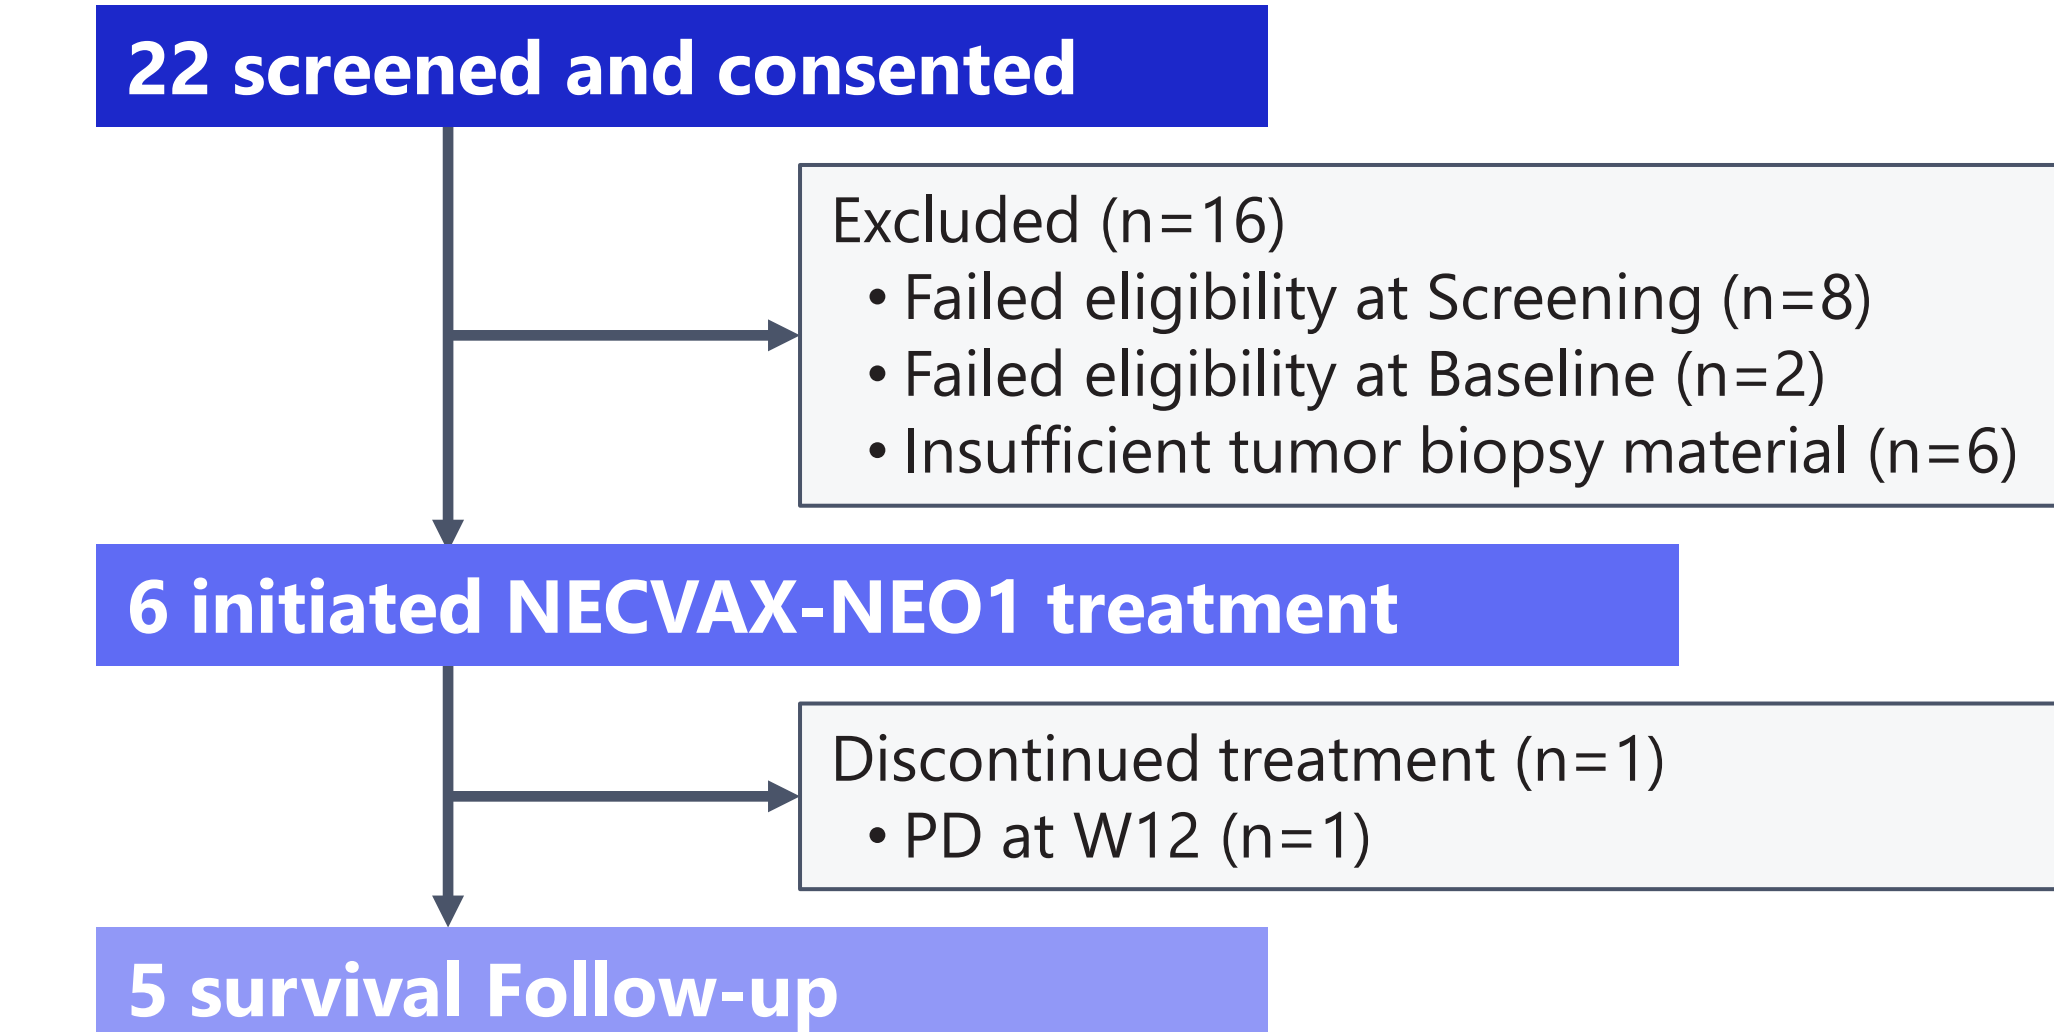 22 screened and consented
Excluded (n=16)
• Failed eligibility at Screening (n=8)
• Failed eligibility at Baseline (n=2)
• Insufficient tumor biopsy material (n=6)
6 initiated NECVAX-NEO1 treatment
Discontinued treatment (n=1)
• PD at W12 (n=1)
5 survival Follow-up